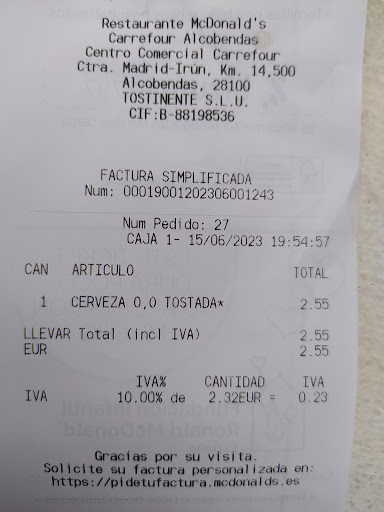 Restaurante McDonald's
Carrefour Alcobendas
Centro Comercial Carrefour
Ctra. Madrid-Irún, Km. 14,500
Alcobendas, 28100
TOSTINENTE S.L.U.
CIF:B-88198536
FACTURA SIMPLIFICADA
Num: 00019001202306001243
Num Pedido: 27
CAJA 1- 15/06/2023 19:54:57
CAN ARTICULO TOTAL
1 CERVEZA 0,0 TOSTADA* 2.55
LLEVAR Total (incl IVA) 2.55
EUR 2.55
IVA% CANTIDAD IVA
IVA 10.00% de 2.32EUR = 0.23
Gracias por su visita.
Solicite su factura personalizada en:
https://pidetufactura.mcdonalds.es